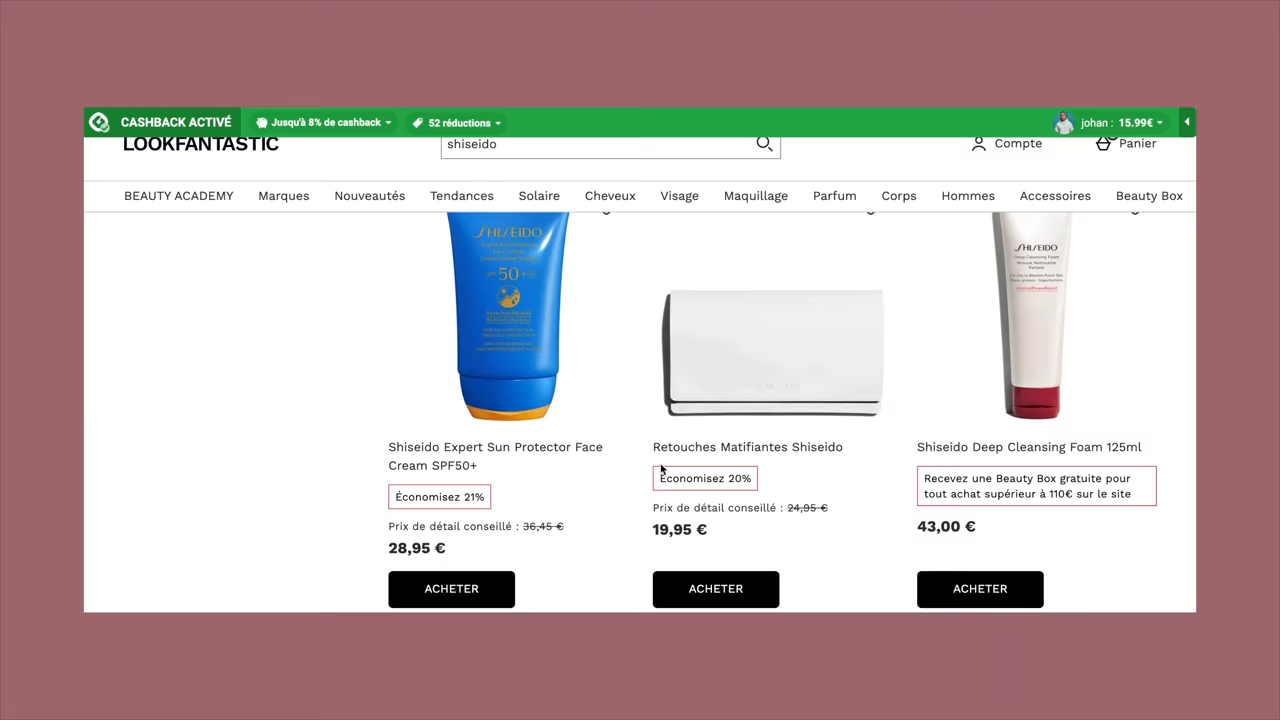 CASHBACK ACTIVÉ
Jusqu'à 8% de cashback
52 réductions
johan : 15.99€
LOOKFANTASTIC
shiseido
Compte
Panier
BEAUTY ACADEMY
Marques
Nouveautés
Tendances
Solaire
Cheveux
Visage
Maquillage
Parfum
Corps
Hommes
Accessoires
Beauty Box
SHISEIDO
SPF 50+
SHISEIDO
Deep Cleansing Foam
Shiseido Expert Sun Protector Face
Cream SPF50+
Économisez 21%
Prix de détail conseillé : 36,45 €
28,95 €
ACHETER
Retouches Matifiantes Shiseido
Économisez 20%
Prix de détail conseillé : 24,95 €
19,95 €
ACHETER
Shiseido Deep Cleansing Foam 125ml
Recevez une Beauty Box gratuite pour
tout achat supérieur à 110€ sur le site
43,00 €
ACHETER